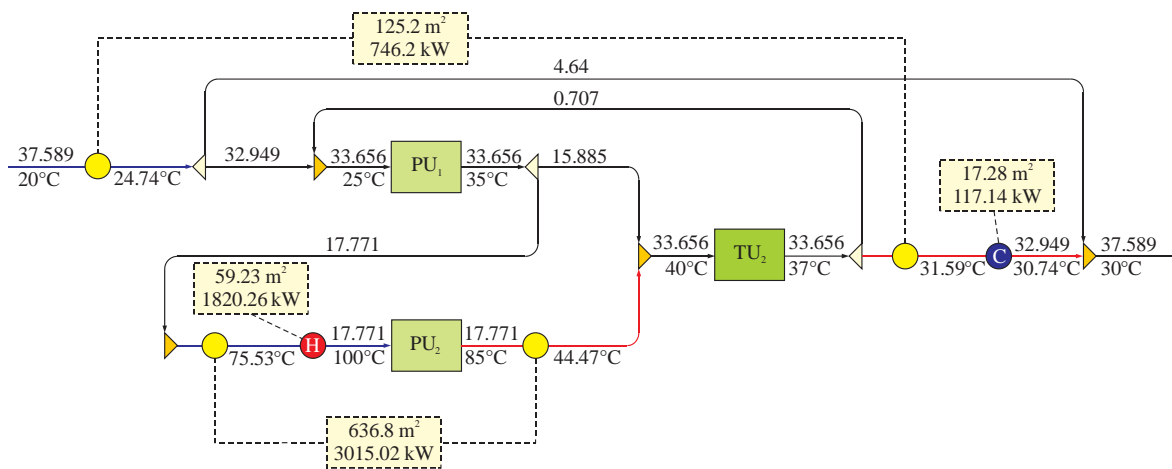 125.2 m²
746.2 kW
4.64
0.707
37.589
20°C
24.74°C
32.949
33.656
25°C
PU₁
33.656
35°C
15.885
17.28 m²
117.14 kW
17.771
33.656
40°C
TU₂
33.656
37°C
31.59°C
C
32.949
30.74°C
37.589
30°C
59.23 m²
1820.26 kW
75.53°C
H
17.771
100°C
PU₂
17.771
85°C
44.47°C
636.8 m²
3015.02 kW